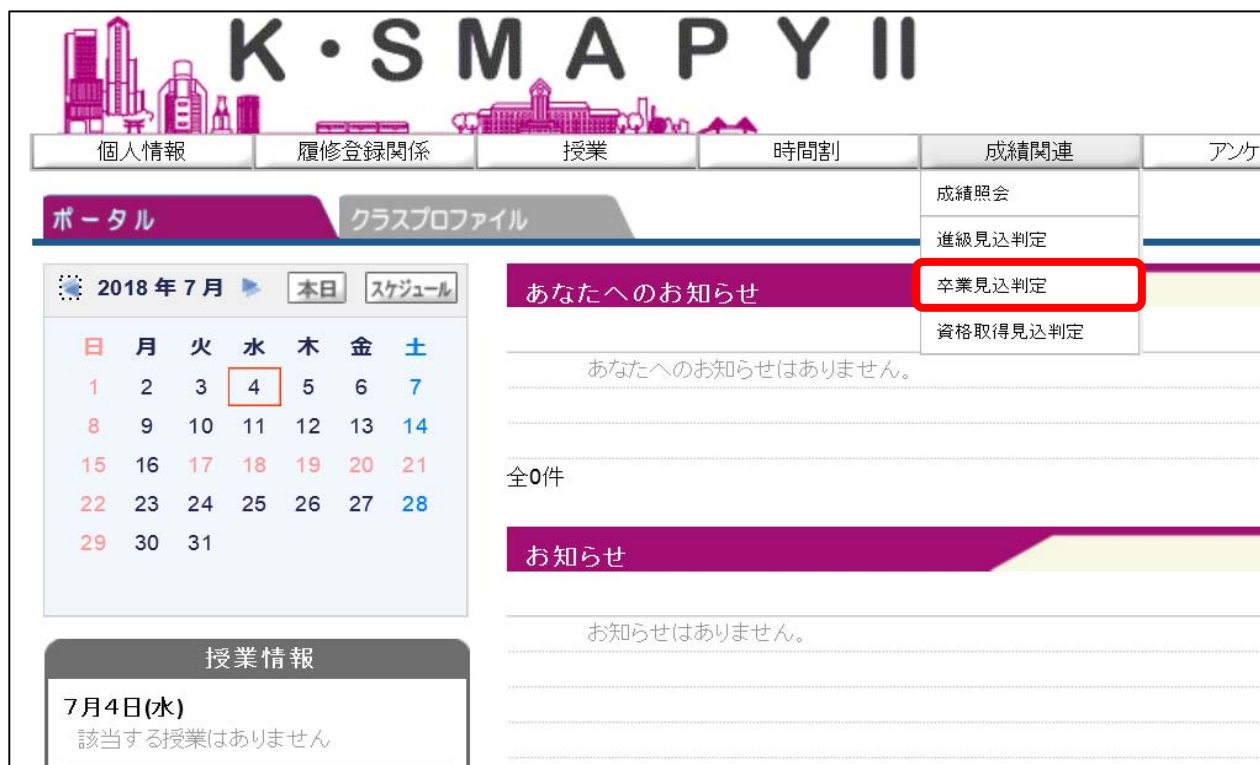 K・SMAPY II
個人情報 履修登録関係 授業 時間割 成績関連 アンケ
成績照会
進級見込判定
卒業見込判定
資格取得見込判定
ポータル クラスプロファイル
2018年7月 本日 スケジュール
日 月 火 水 木 金 土
1 2 3 4 5 6 7
8 9 10 11 12 13 14
15 16 17 18 19 20 21
22 23 24 25 26 27 28
29 30 31
授業情報
7月4日(水)
該当する授業はありません
あなたへのお知らせ
あなたへのお知らせはありません。
全0件
お知らせ
お知らせはありません。